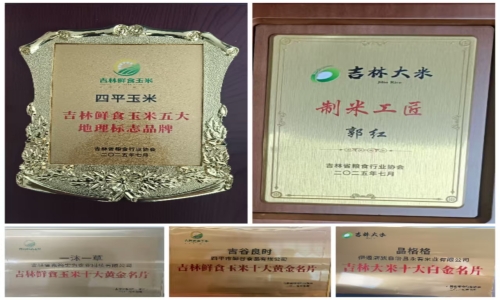 吉林鲜食玉米
四平玉米
吉林鲜食玉米五大
地理标志品牌
吉林省粮食行业协会
二〇二五年七月
吉林大米
制米工匠
郭红
吉林省粮食行业协会
二〇二五年七月
一沐一草
吉林鲜食玉米十大黄金名片
吉谷良时
吉林鲜食玉米十大黄金名片
吉林大米
吉林大米十大白金名片